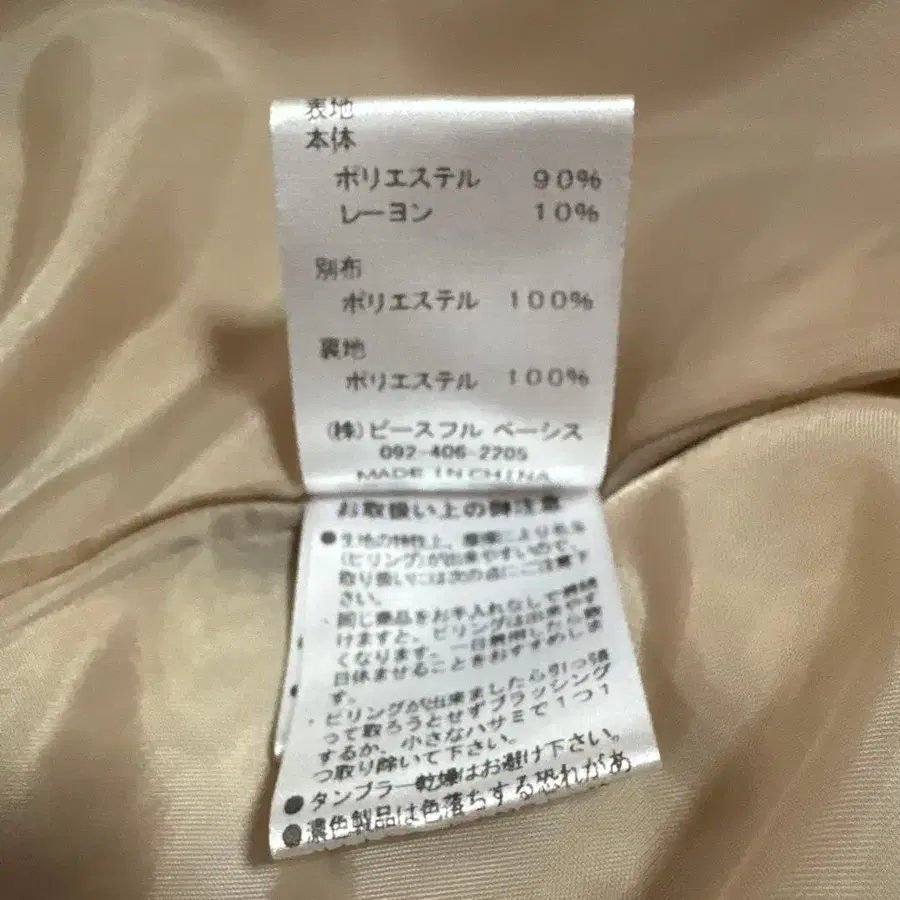 表地
本体
ポリエステル 90%
レーヨン 10%
別布
ポリエステル 100%
裏地
ポリエステル 100%
(株)ピースフル ベーシス
092-406-2205
MADE IN CHINA
お取扱い上の御注意
●生地の特性上、摩擦により毛玉
(ピリング)が出来やすいので、
取り扱いには次の点にご注意下
さい。
・同じ商品をお手入れなしで連続
けますと、ピリングは出来やす
くなります。一日着用したら数
日休ませることをおすすめしま
す。
・ピリングが出来ましたら引っ張
って取ろうとせずブラッシング
するか、小さなハサミで1つ1
つ取り除いて下さい。
●タンブラー乾燥はお避け下さい。
●濃色製品は色落ちする恐れがあ